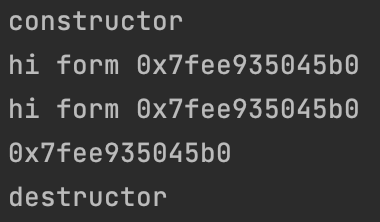 constructor
hi form 0x7fee935045b0
hi form 0x7fee935045b0
0x7fee935045b0
destructor